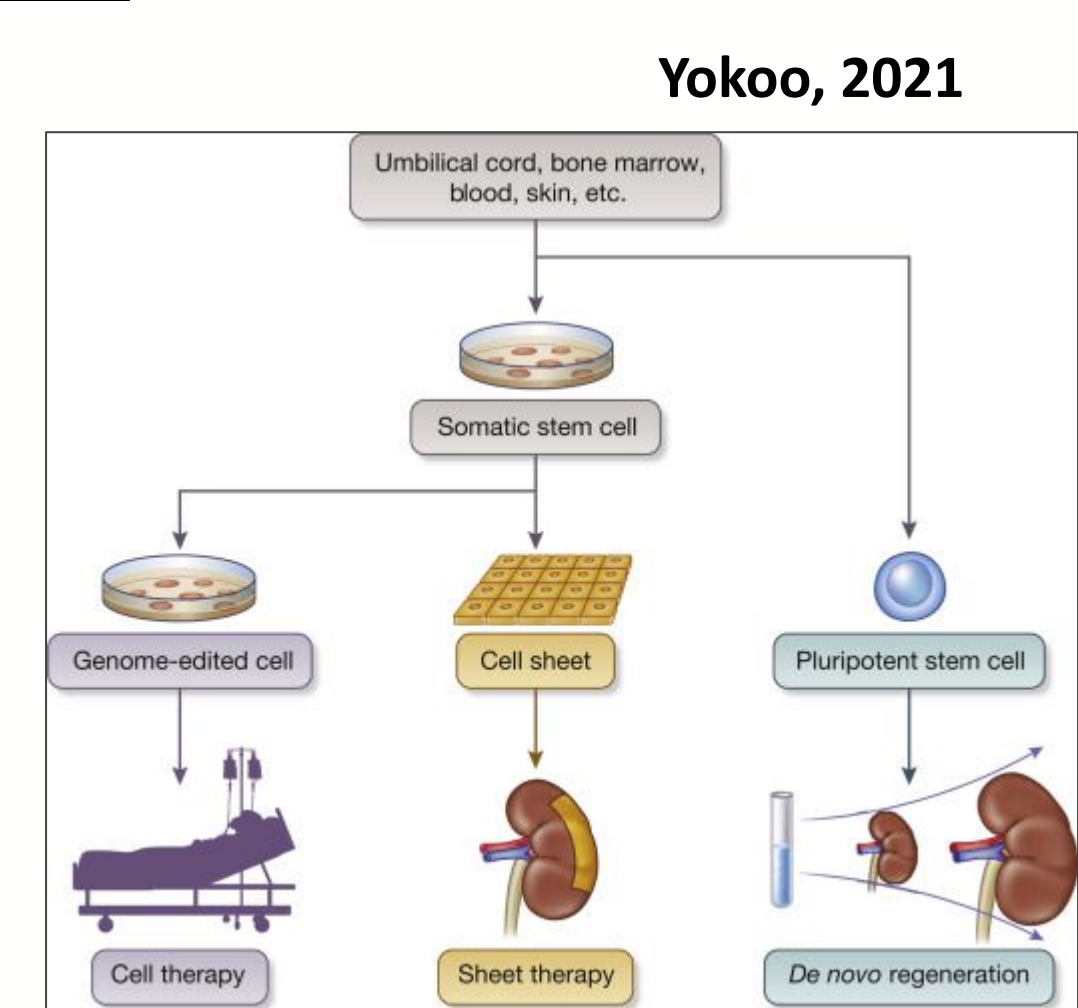 Yokoo, 2021
Umbilical cord, bone marrow,
blood, skin, etc.
Somatic stem cell
Genome-edited cell
Cell sheet
Pluripotent stem cell
Cell therapy
Sheet therapy
De novo regeneration